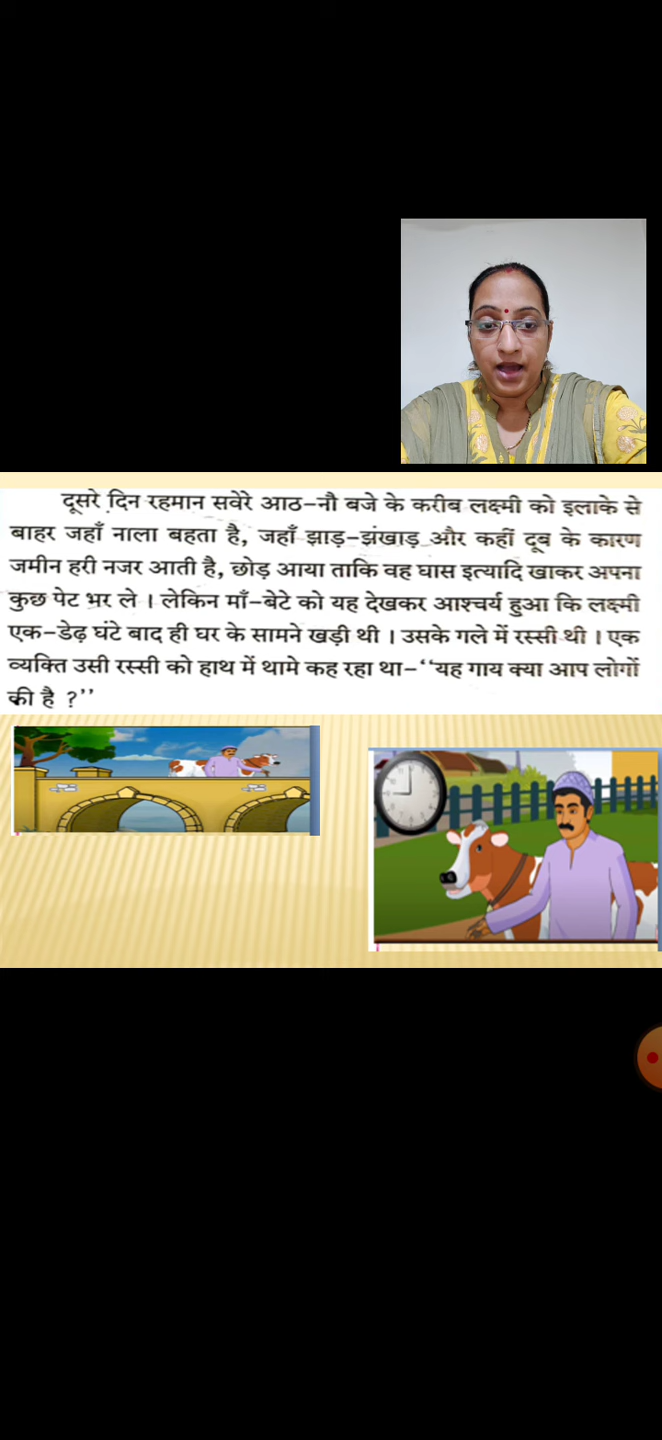 दूसरे दिन रहमान सवेरे आठ-नौ बजे के करीब लक्ष्मी को इलाके से
बाहर जहाँ नाला बहता है, जहाँ झाड़-झंखाड़ और कहीं दूब के कारण
जमीन हरी नजर आती है, छोड़ आया ताकि वह घास इत्यादि खाकर अपना
कुछ पेट भर ले । लेकिन माँ-बेटे को यह देखकर आश्चर्य हुआ कि लक्ष्मी
एक-डेढ़ घंटे बाद ही घर के सामने खड़ी थी । उसके गले में रस्सी थी । एक
व्यक्ति उसी रस्सी को हाथ में थामे कह रहा था-‘‘यह गाय क्या आप लोगों
की है ?’’